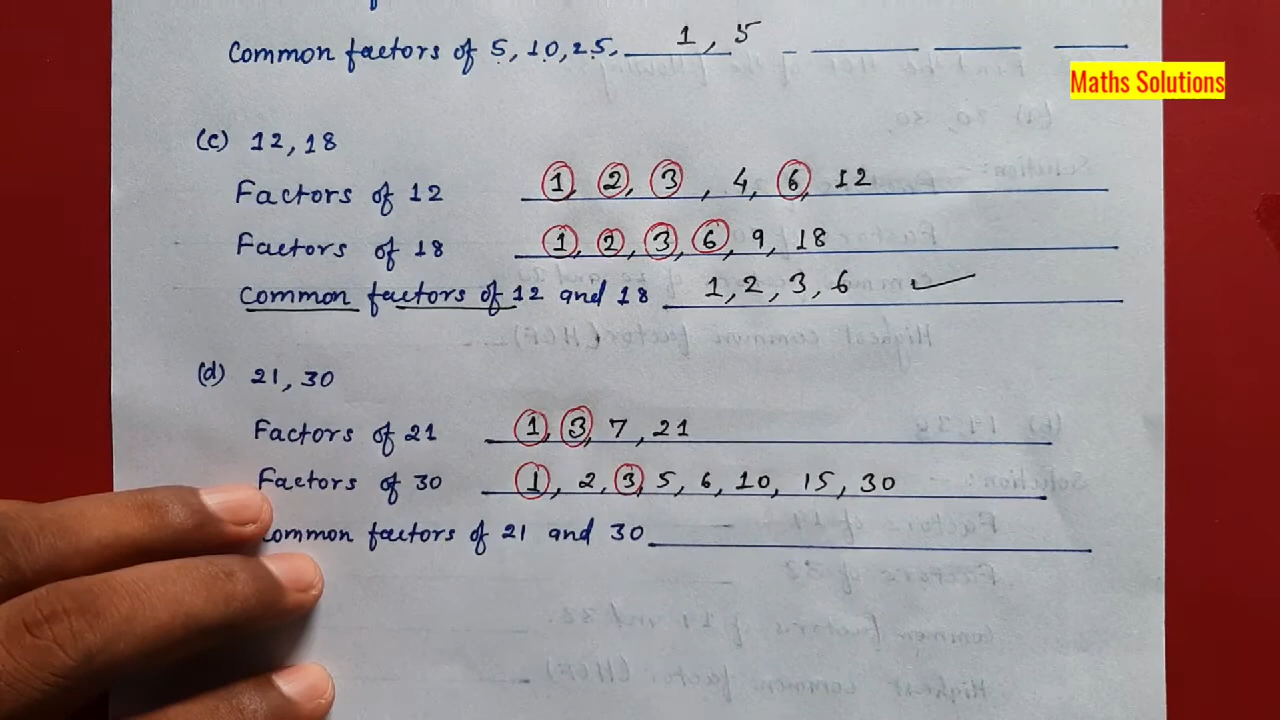 Common factors of 5, 10, 25, 1, 5
Maths Solutions
(c) 12, 18
Factors of 12 1, 2, 3, 4, 6, 12
Factors of 18 1, 2, 3, 6, 9, 18
Common factors of 12 and 18 1, 2, 3, 6
(d) 21, 30
Factors of 21 1, 3, 7, 21
Factors of 30 1, 2, 3, 5, 6, 10, 15, 30
Common factors of 21 and 30